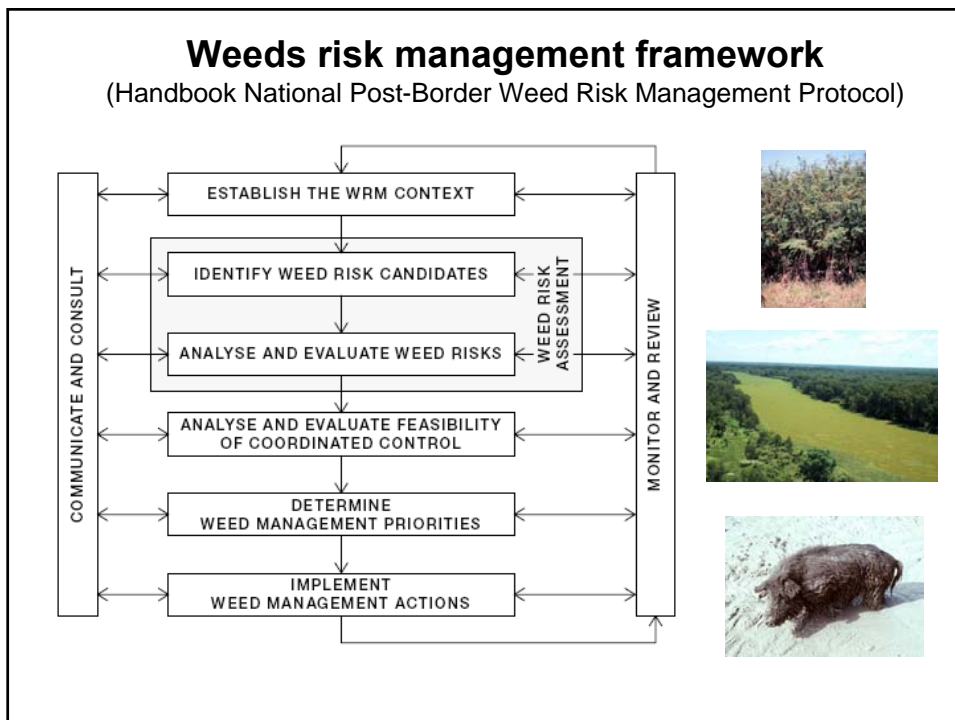 Weeds risk management framework
(Handbook National Post-Border Weed Risk Management Protocol)
COMMUNICATE AND CONSULT
ESTABLISH THE WRM CONTEXT
IDENTIFY WEED RISK CANDIDATES
ANALYSE AND EVALUATE WEED RISKS
WEED RISK
ASSESSMENT
ANALYSE AND EVALUATE FEASIBILITY
OF COORDINATED CONTROL
DETERMINE
WEED MANAGEMENT PRIORITIES
IMPLEMENT
WEED MANAGEMENT ACTIONS
MONITOR AND REVIEW